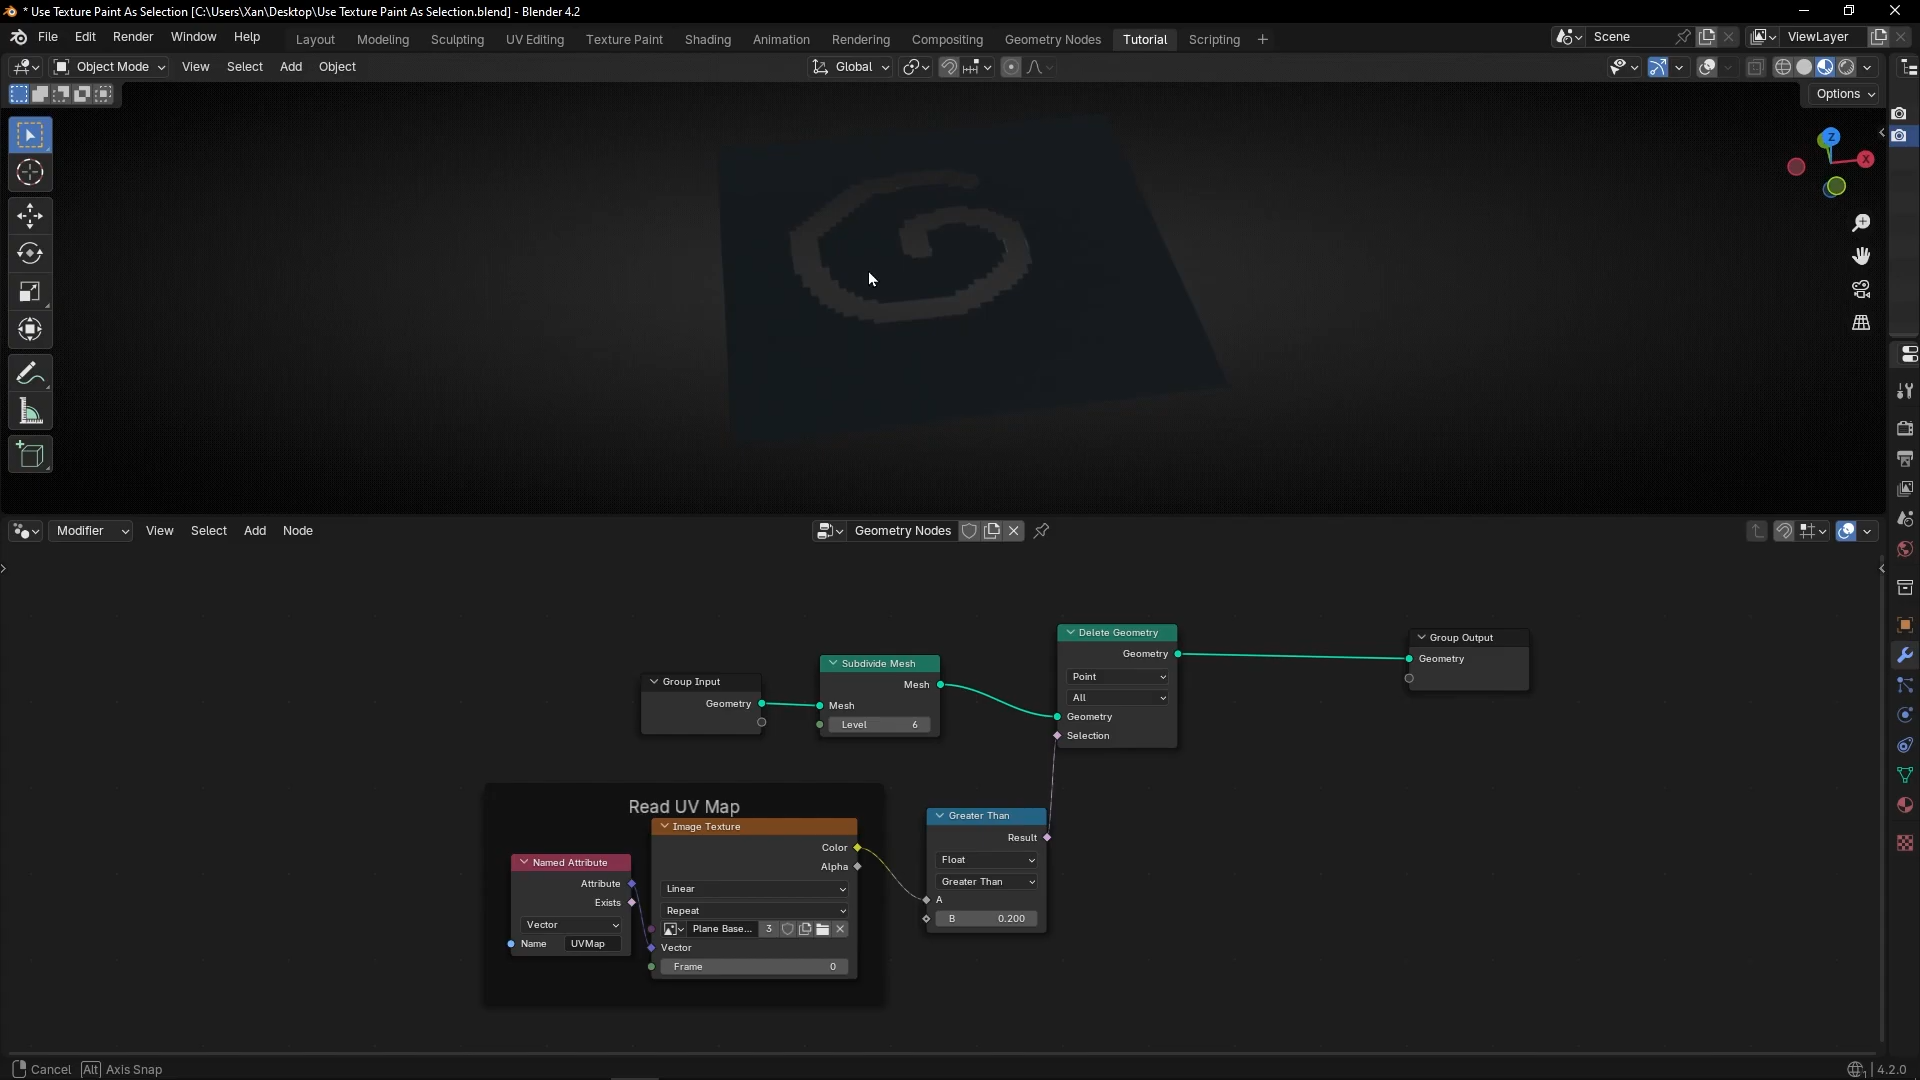 * Use Texture Paint As Selection [C:\Users\Xan\Desktop\Use Texture Paint As Selection.blend] - Blender 4.2
File Edit Render Window Help Layout Modeling Sculpting UV Editing Texture Paint Shading Animation Rendering Compositing Geometry Nodes Tutorial Scripting + Scene ViewLayer
Object Mode View Select Add Object Global
Options
Z
X
Modifier View Select Add Node Geometry Nodes
Delete Geometry
Geometry
Point
All
Geometry
Selection
Group Output
Geometry
Subdivide Mesh
Mesh
Mesh
Level 6
Group Input
Geometry
Read UV Map
Image Texture
Color
Alpha
Linear
Repeat
Plane Base... 3
Vector
Frame 0
Named Attribute
Attribute
Exists
Vector
Name UVMap
Greater Than
Result
Float
Greater Than
A
B 0.200
Cancel Alt Axis Snap 4.2.0